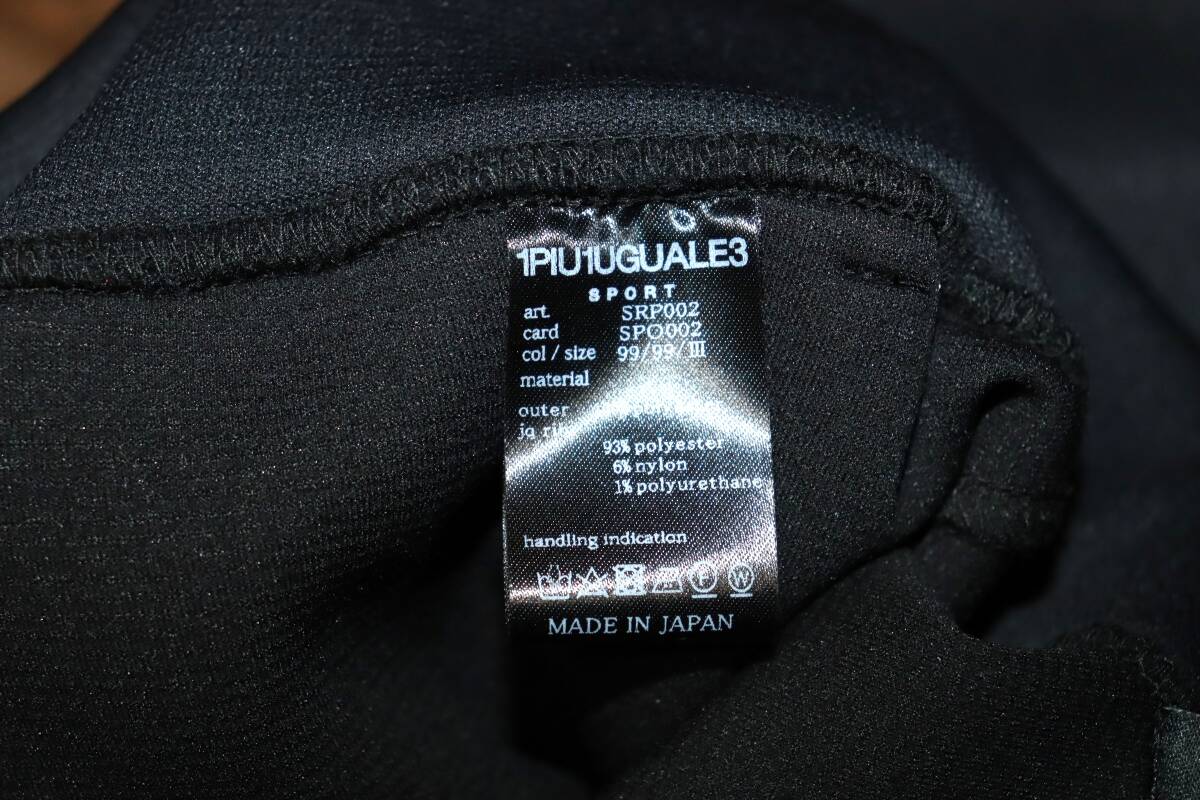 1PIU1UGUALE3
SPORT
art. SRP002
card SPO002
col / size 99/99/III
material
outer
93% polyester
6% nylon
1% polyurethane
handling indication
F W
MADE IN JAPAN